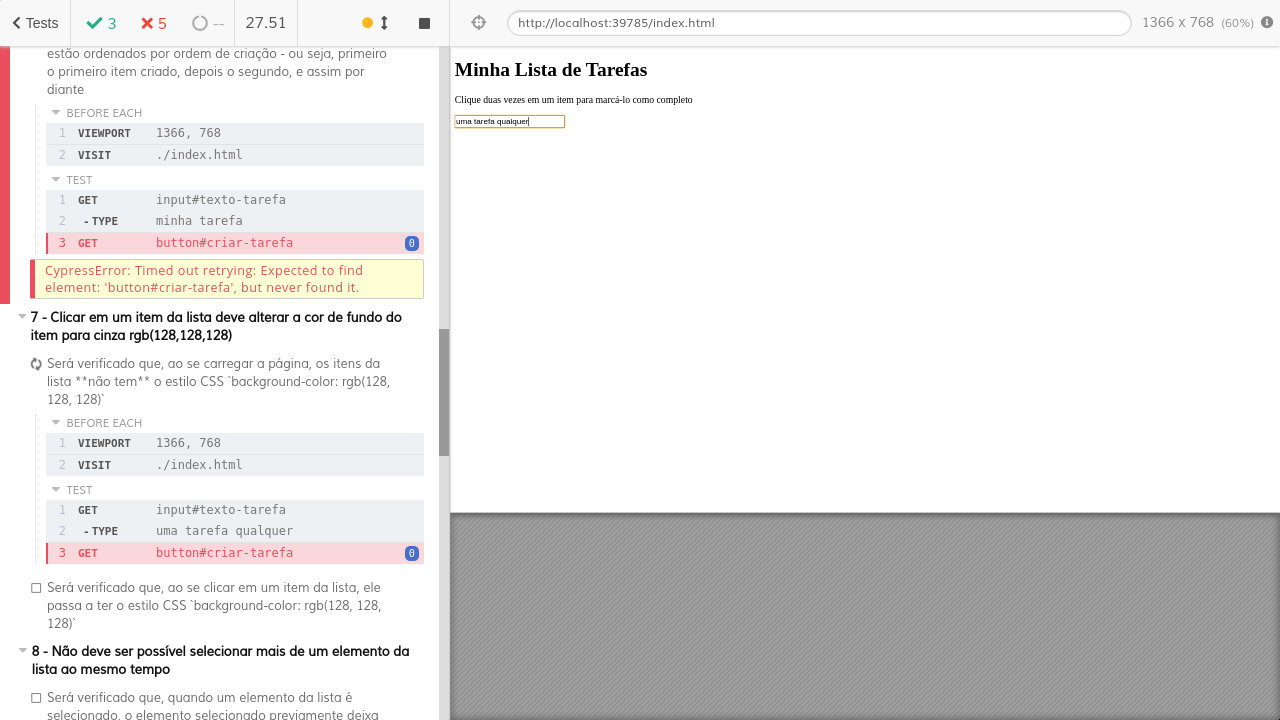 Tests
3
5
--
27.51
http://localhost:39785/index.html
1366 x 768 (60%)
estão ordenados por ordem de criação - ou seja, primeiro
o primeiro item criado, depois o segundo, e assim por
diante
BEFORE EACH
1 VIEWPORT 1366, 768
2 VISIT ./index.html
TEST
1 GET input#texto-tarefa
2 -TYPE minha tarefa
3 GET button#criar-tarefa 0
CypressError: Timed out retrying: Expected to find
element: 'button#criar-tarefa', but never found it.
7 - Clicar em um item da lista deve alterar a cor de fundo do
item para cinza rgb(128,128,128)
Será verificado que, ao se carregar a página, os itens da
lista **não tem** o estilo CSS `background-color: rgb(128,
128, 128)`
BEFORE EACH
1 VIEWPORT 1366, 768
2 VISIT ./index.html
TEST
1 GET input#texto-tarefa
2 -TYPE uma tarefa qualquer
3 GET button#criar-tarefa 0
Será verificado que, ao se clicar em um item da lista, ele
passa a ter o estilo CSS `background-color: rgb(128, 128,
128)`
8 - Não deve ser possível selecionar mais de um elemento da
lista ao mesmo tempo
Será verificado que, quando um elemento da lista é
selecionado, o elemento selecionado previamente deixa
Minha Lista de Tarefas
Clique duas vezes em um item para marcá-lo como completo
uma tarefa qualquer